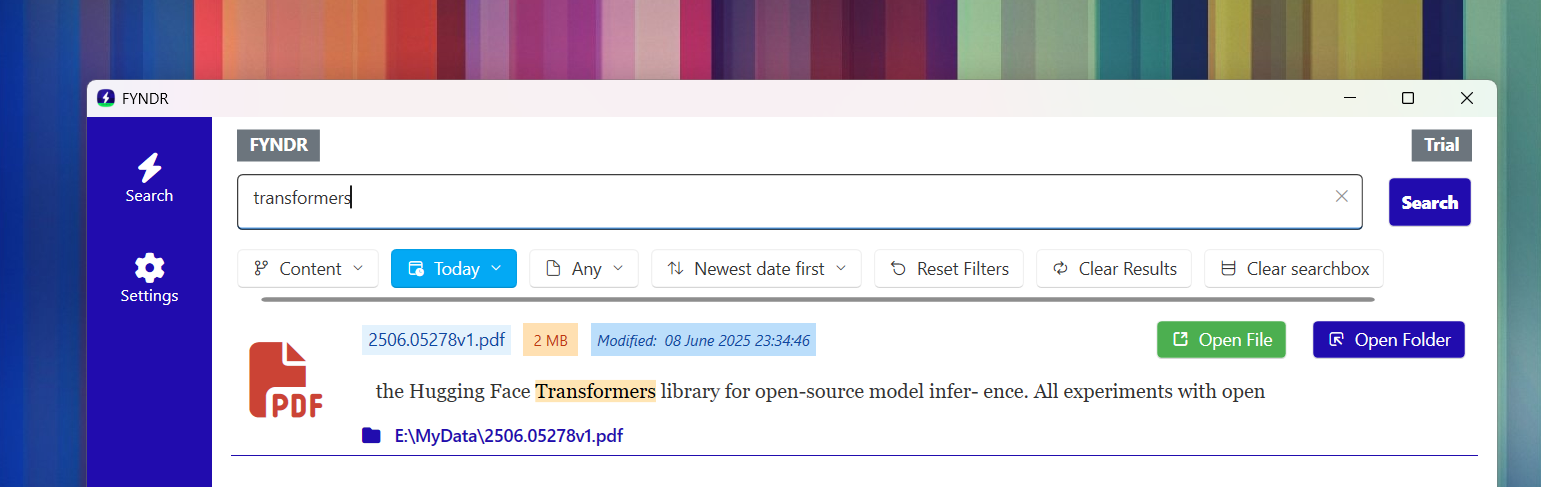 FYNDR
FYNDR
Trial
Search
transformers
Search
Content
Today
Any
Newest date first
Reset Filters
Clear Results
Clear searchbox
Settings
2506.05278v1.pdf
2 MB
Modified: 08 June 2025 23:34:46
Open File
Open Folder
PDF
the Hugging Face Transformers library for open-source model infer- ence. All experiments with open
E:\MyData\2506.05278v1.pdf